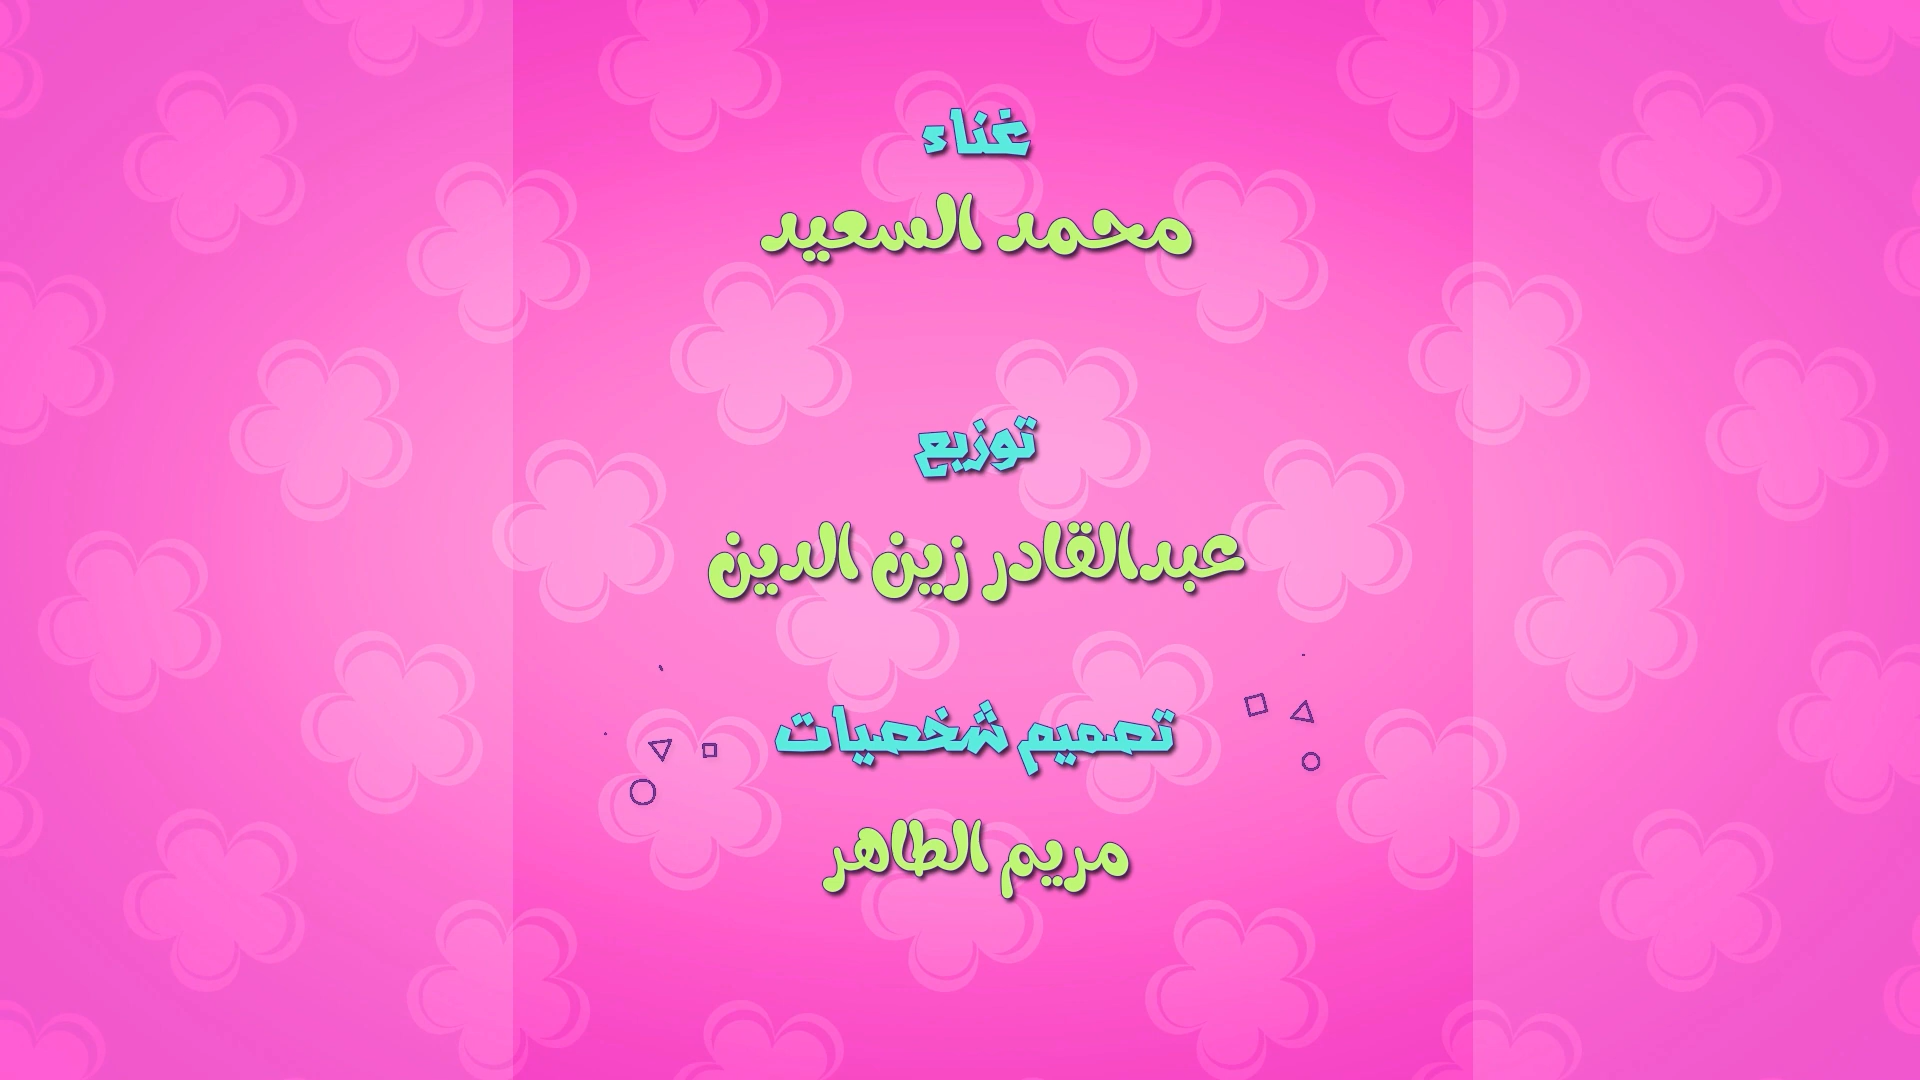 غناء
محمد السعيد
توزيع
عبدالقادر زين الدين
تصميم شخصيات
مريم الطاهر